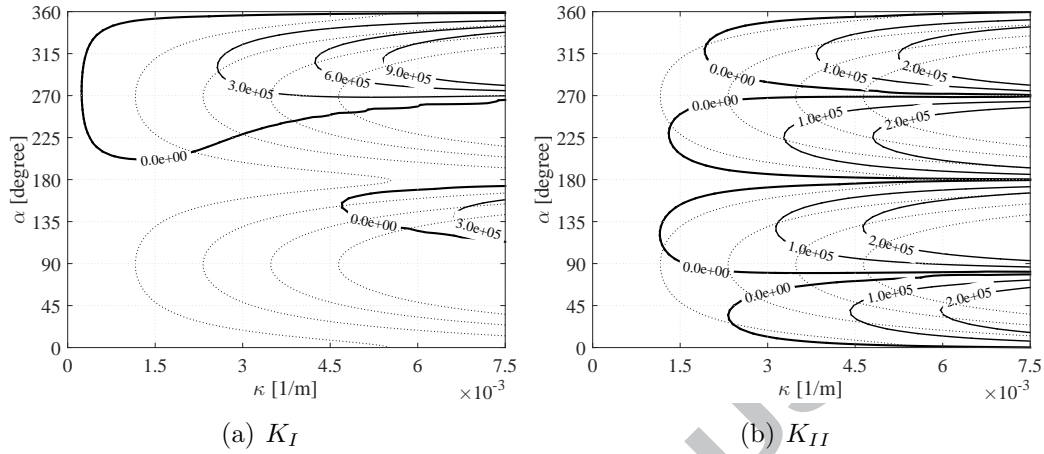 360
315
270
225
180
135
90
45
0
α [degree]
0.0e+00
3.0e+05
6.0e+05
9.0e+05
0.0e+00
3.0e+05
0 1.5 3 4.5 6 7.5
κ [1/m] ×10⁻³
(a) K_I
360
315
270
225
180
135
90
45
0
α [degree]
0.0e+00
1.0e+05
2.0e+05
0.0e+00
1.0e+05
2.0e+05
0.0e+00
1.0e+05
2.0e+05
0.0e+00
1.0e+05
2.0e+05
0 1.5 3 4.5 6 7.5
κ [1/m] ×10⁻³
(b) K_II